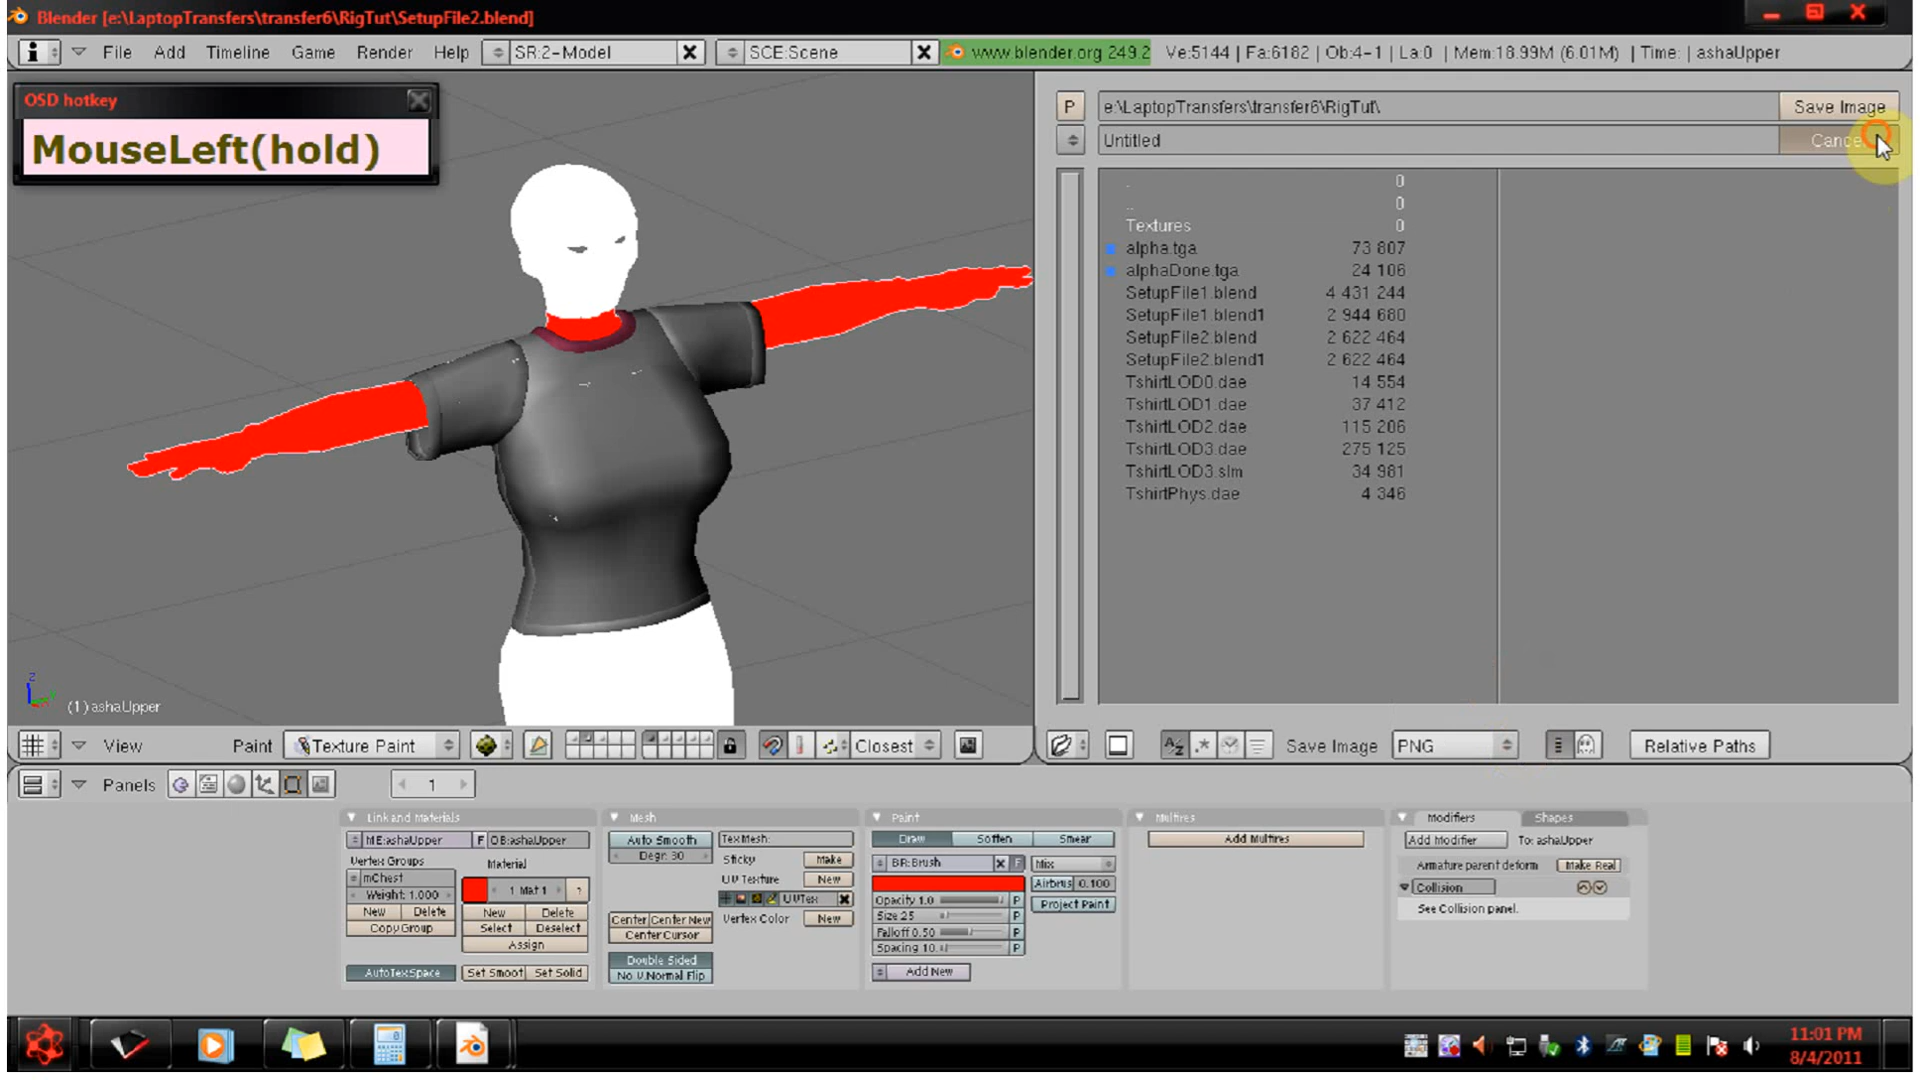 Blender [e:\LaptopTransfers\transfer6\RigTut\SetupFile2.blend]
File Add Timeline Game Render Help SR:2-Model SCE:Scene www.blender.org 249.2 Ve:5144 | Fa:6182 | Ob:4-1 | La:0 | Mem:18.99M (6.01M) | Time: | ashaUpper
OSD hotkey
MouseLeft(hold)
P e:\LaptopTransfers\transfer6\RigTut\ Save Image
Untitled Cance
. 0
.. 0
Textures 0
alpha.tga 73 807
alphaDone.tga 24 106
SetupFile1.blend 4 431 244
SetupFile1.blend1 2 944 680
SetupFile2.blend 2 622 464
SetupFile2.blend1 2 622 464
TshirtLOD0.dae 14 554
TshirtLOD1.dae 37 412
TshirtLOD2.dae 115 206
TshirtLOD3.dae 275 125
TshirtLOD3.slm 34 981
TshirtPhys.dae 4 346
z
(1) ashaUpper
View Paint Texture Paint Closest
Save Image PNG Relative Paths
Panels 1
Link and Materials
ME:ashaUpper F OB:ashaUpper
Vertex Groups Material
mChest
Weight: 1.000 1 Mat 1
New Delete New Delete
Copy Group Select Deselect
Assign
AutoTexSpace Set Smoot Set Solid
Mesh
Auto Smooth TexMesh:
Degr: 30 Sticky Make
UV Texture New
UVTex
Center Center New Vertex Color New
Center Cursor
Double Sided
No V.Normal Flip
Paint
Draw Soften Smear
BR:Brush F Mix
Airbrus 0.100
Opacity 1.0 P Project Paint
Size 25 P
Falloff 0.50 P
Spacing 10 P
Add New
Multires
Add Multires
Modifiers Shapes
Add Modifier To: ashaUpper
Armature parent deform Make Real
Collision
See Collision panel.
11:01 PM
8/4/2011